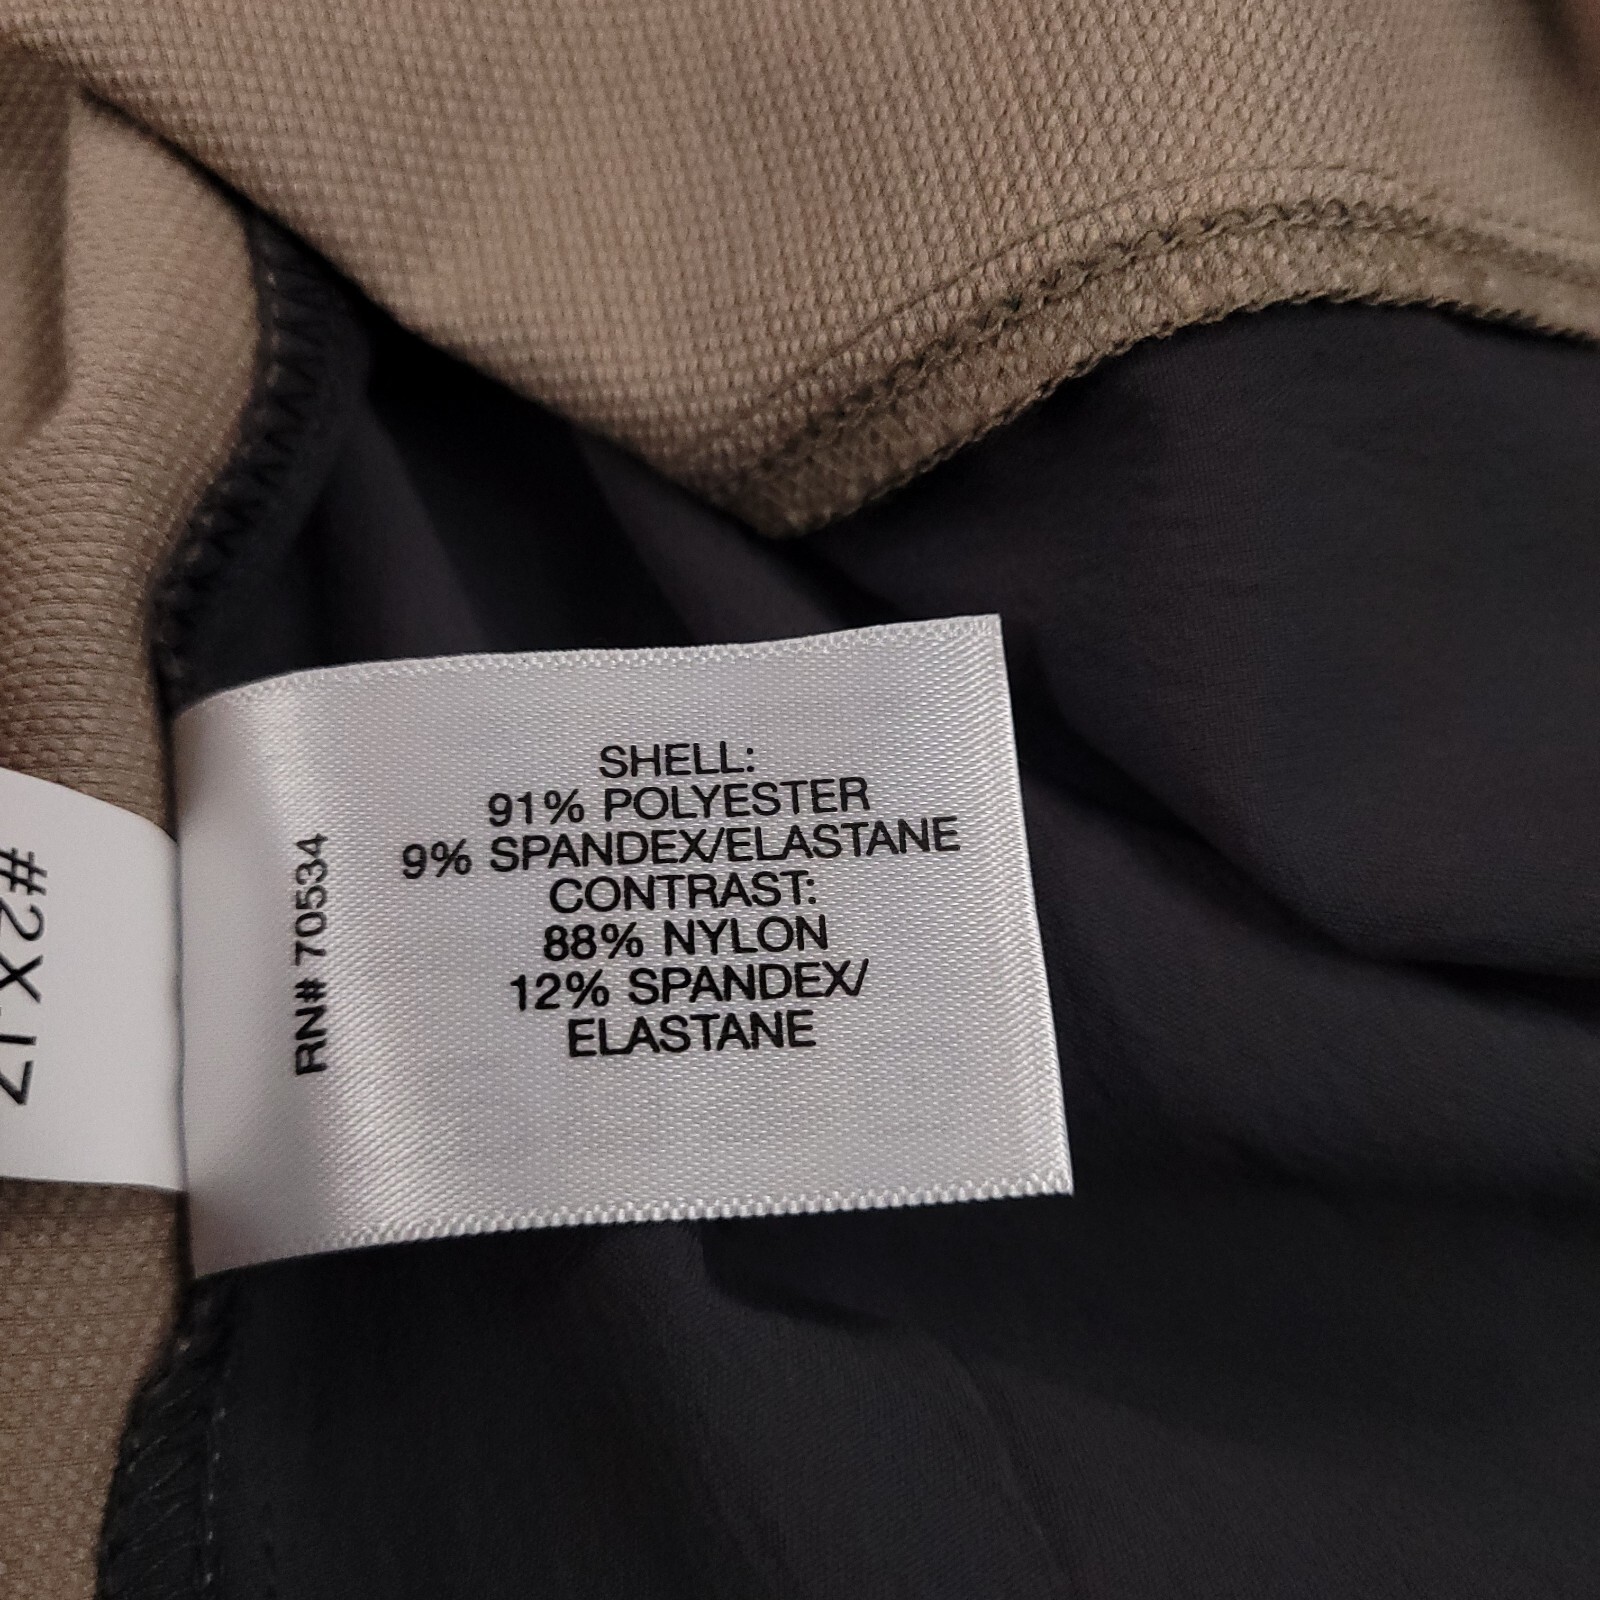 SHELL:
91% POLYESTER
9% SPANDEX/ELASTANE
CONTRAST:
88% NYLON
12% SPANDEX/
ELASTANE
RN# 70534